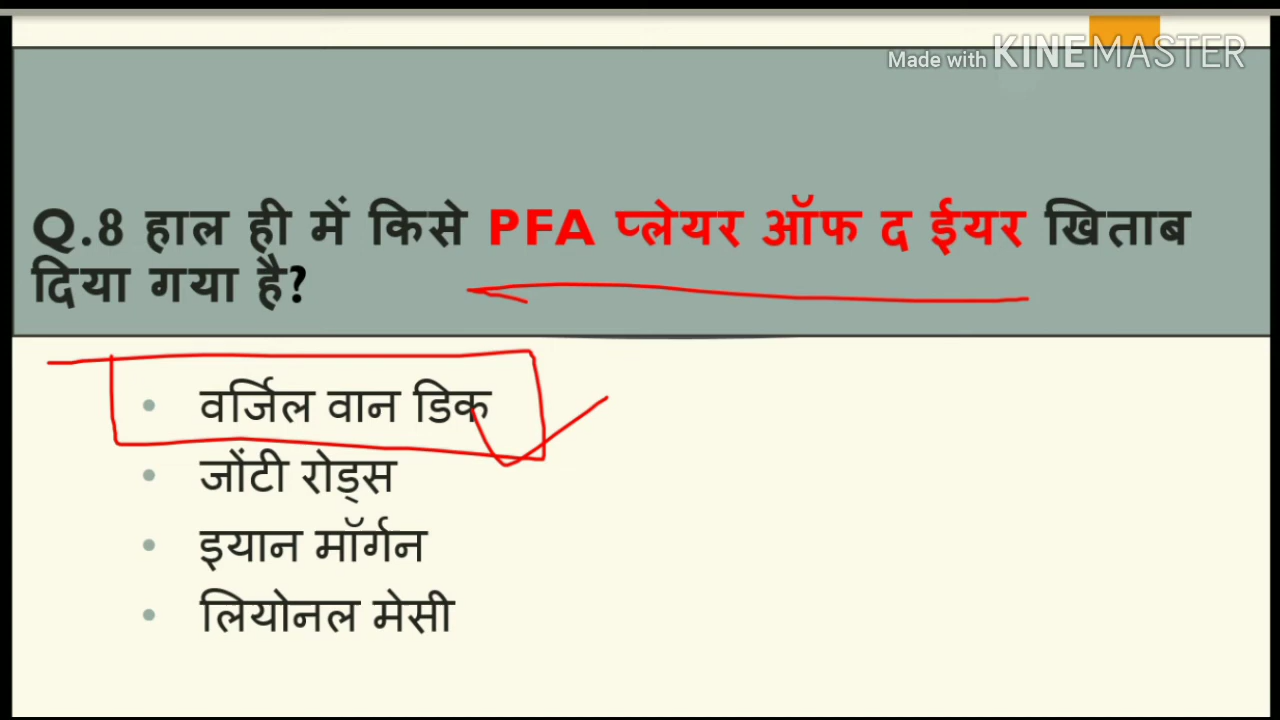 Made with KINEMASTER
Q.8 हाल ही में किसे PFA प्लेयर ऑफ द ईयर खिताब
दिया गया है?
• वर्जिल वान डिक
• जोंटी रोड्स
• इयान मॉर्गन
• लियोनल मेसी